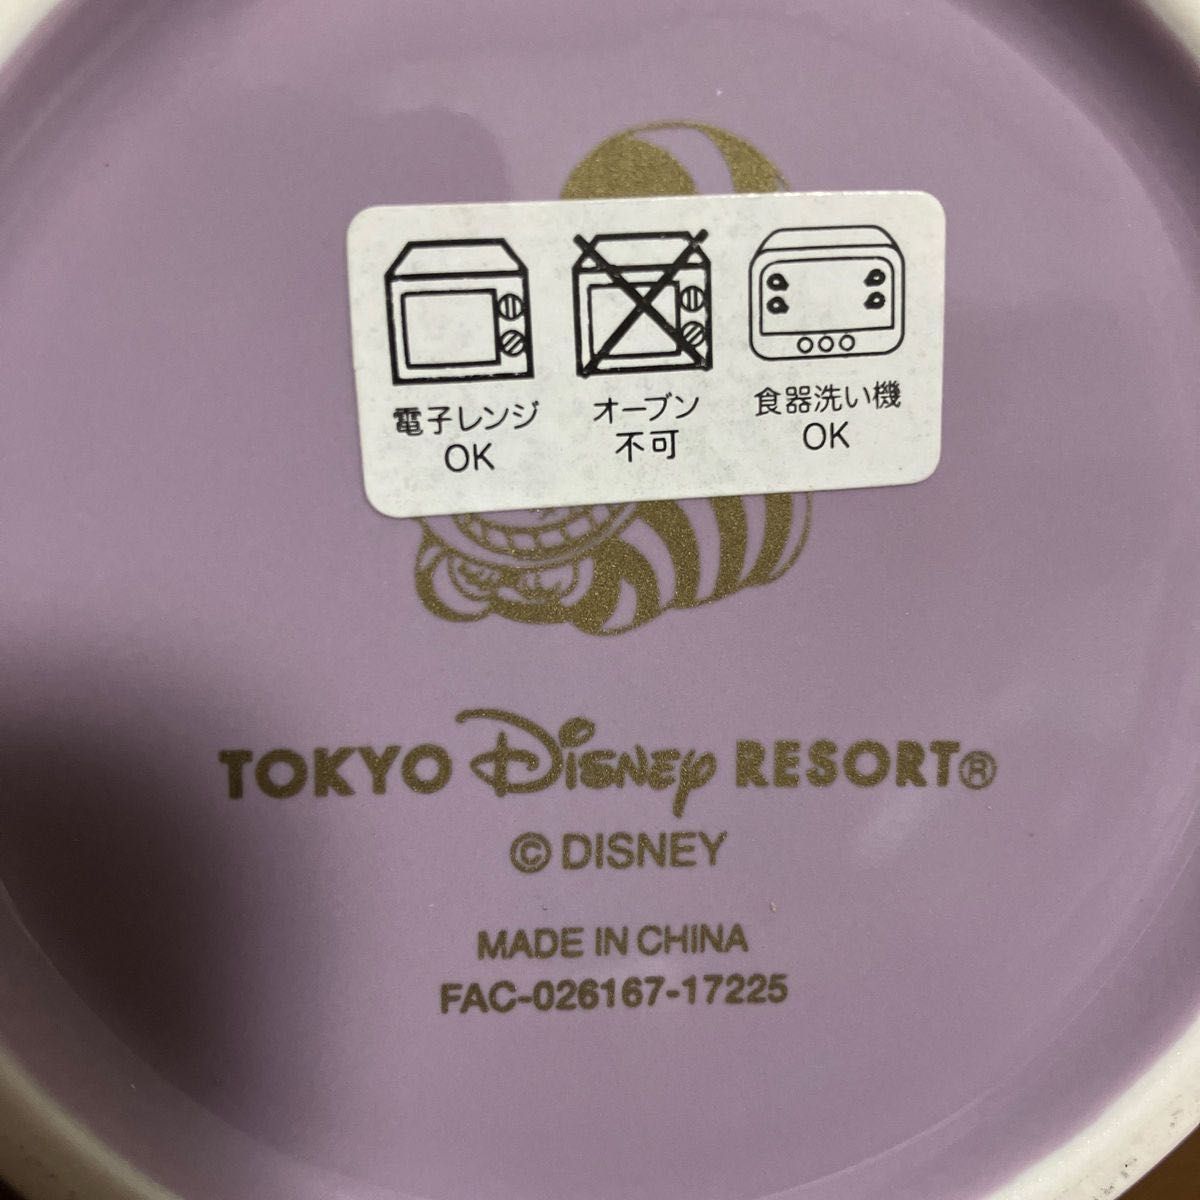 電子レンジ
OK
オーブン
不可
食器洗い機
OK
TOKYO Disney RESORT®
© DISNEY
MADE IN CHINA
FAC-026167-17225